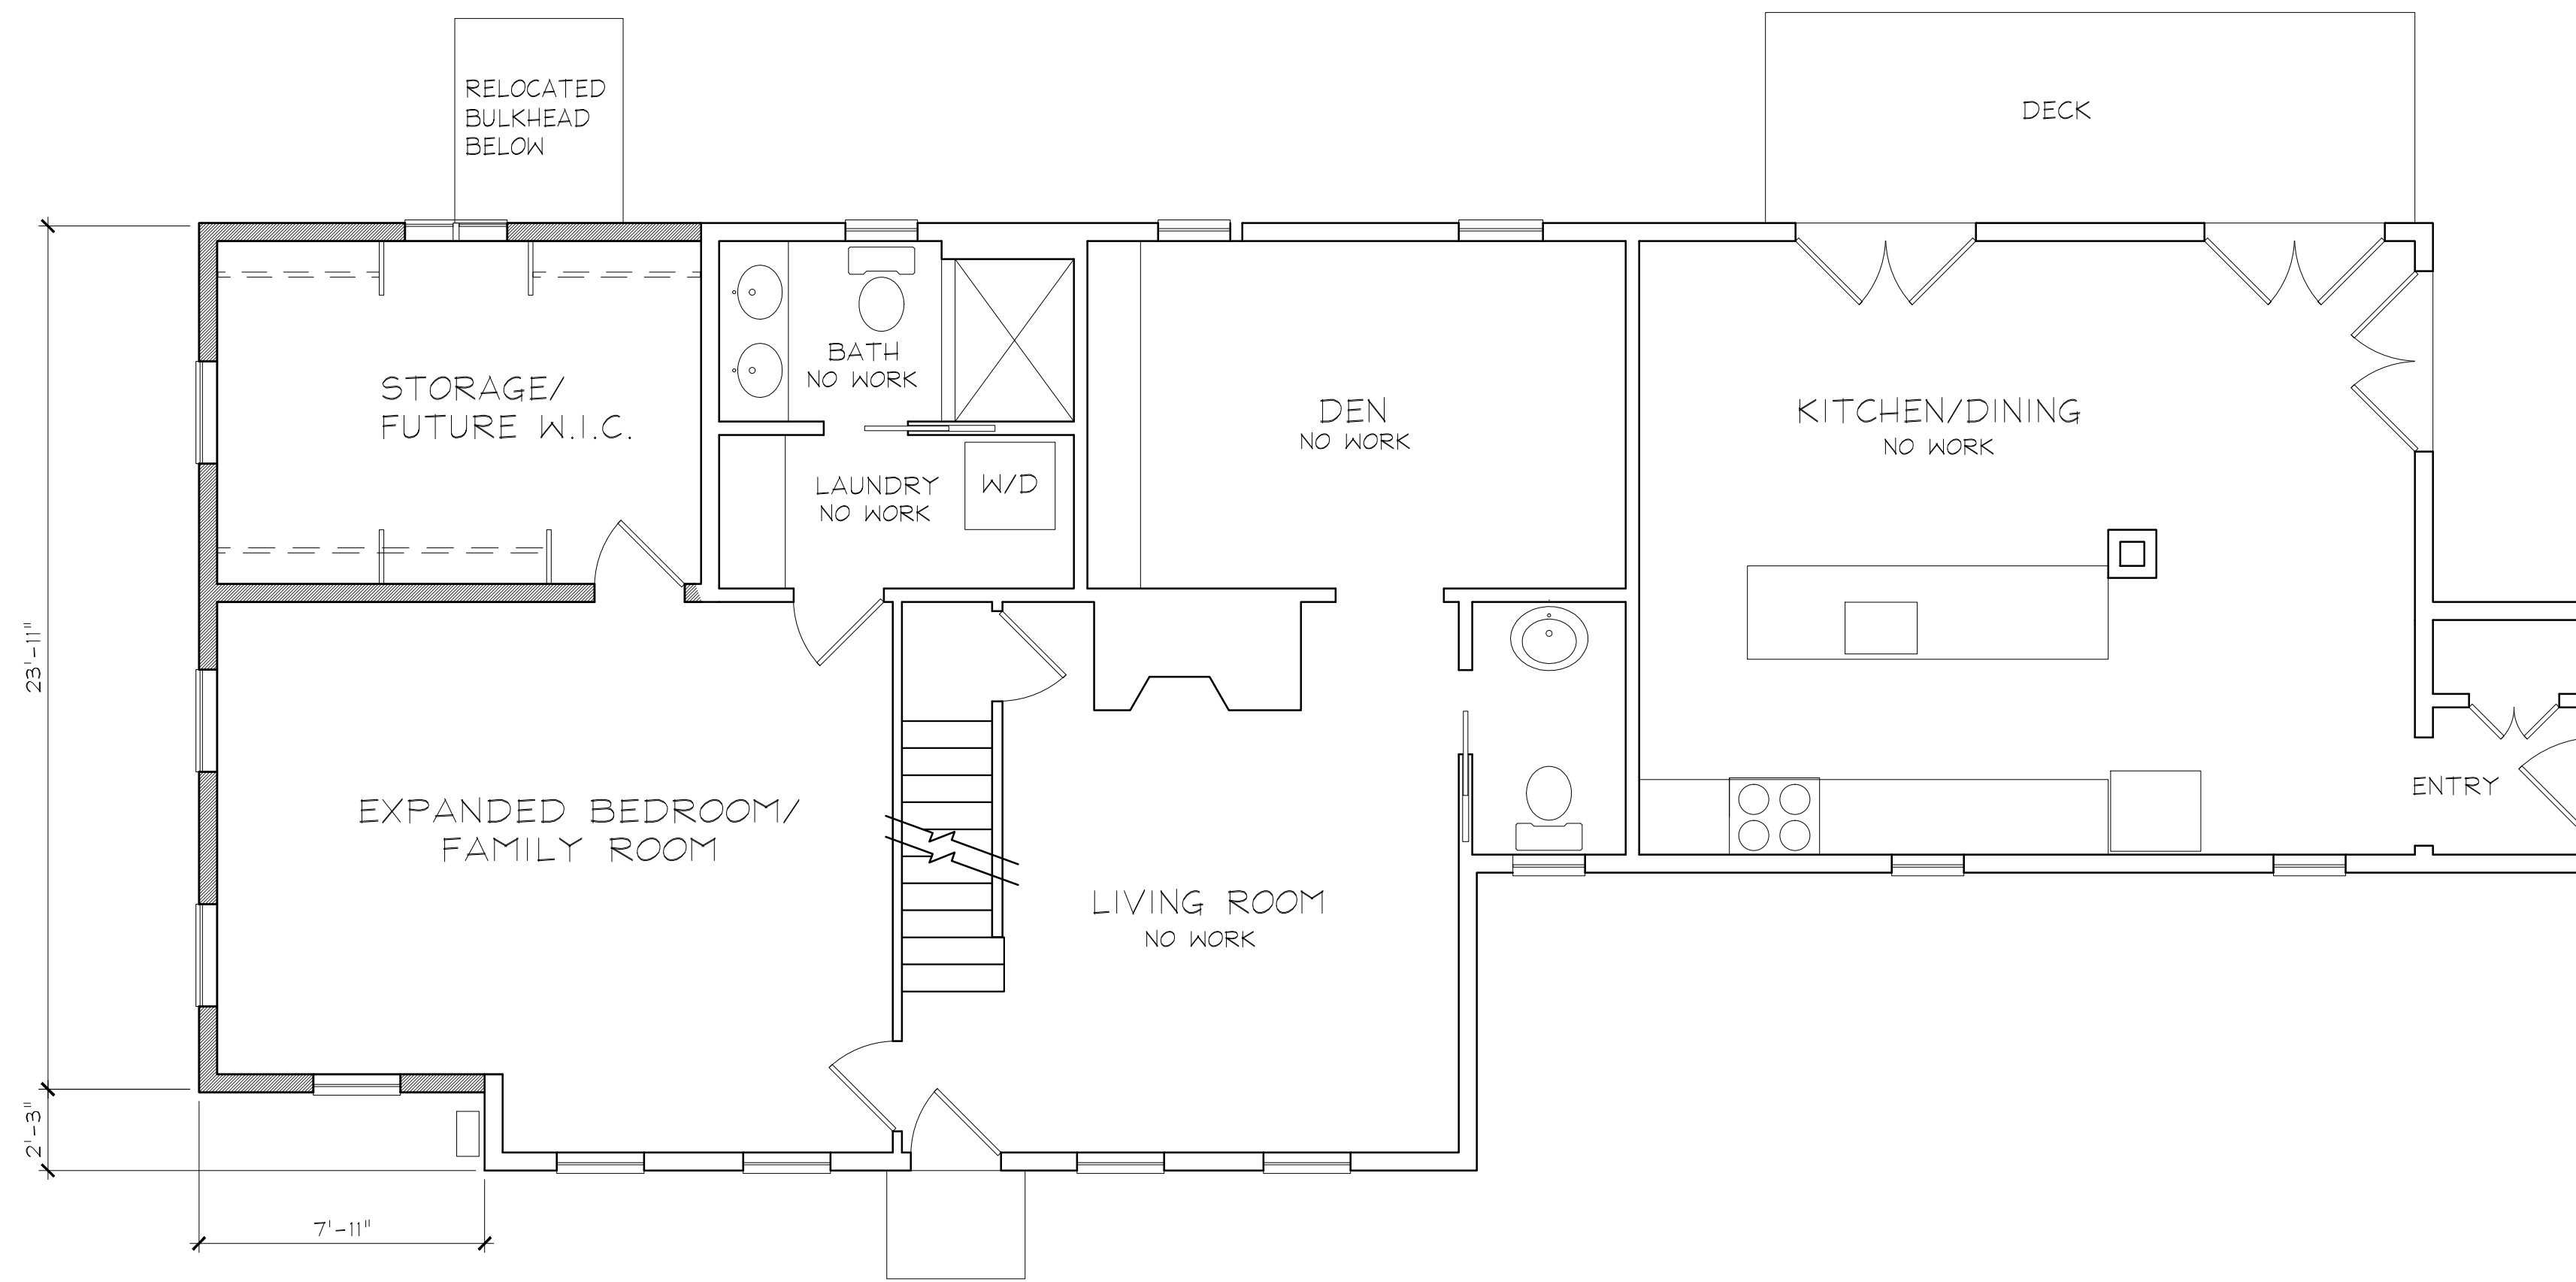 RELOCATED
BULKHEAD
BELOW
DECK
BATH
NO WORK
STORAGE/
FUTURE W.I.C.
DEN
NO WORK
KITCHEN/DINING
NO WORK
LAUNDRY
NO WORK
W/D
23'-11"
EXPANDED BEDROOM/
FAMILY ROOM
ENTRY
LIVING ROOM
NO WORK
2'-3"
7'-11"